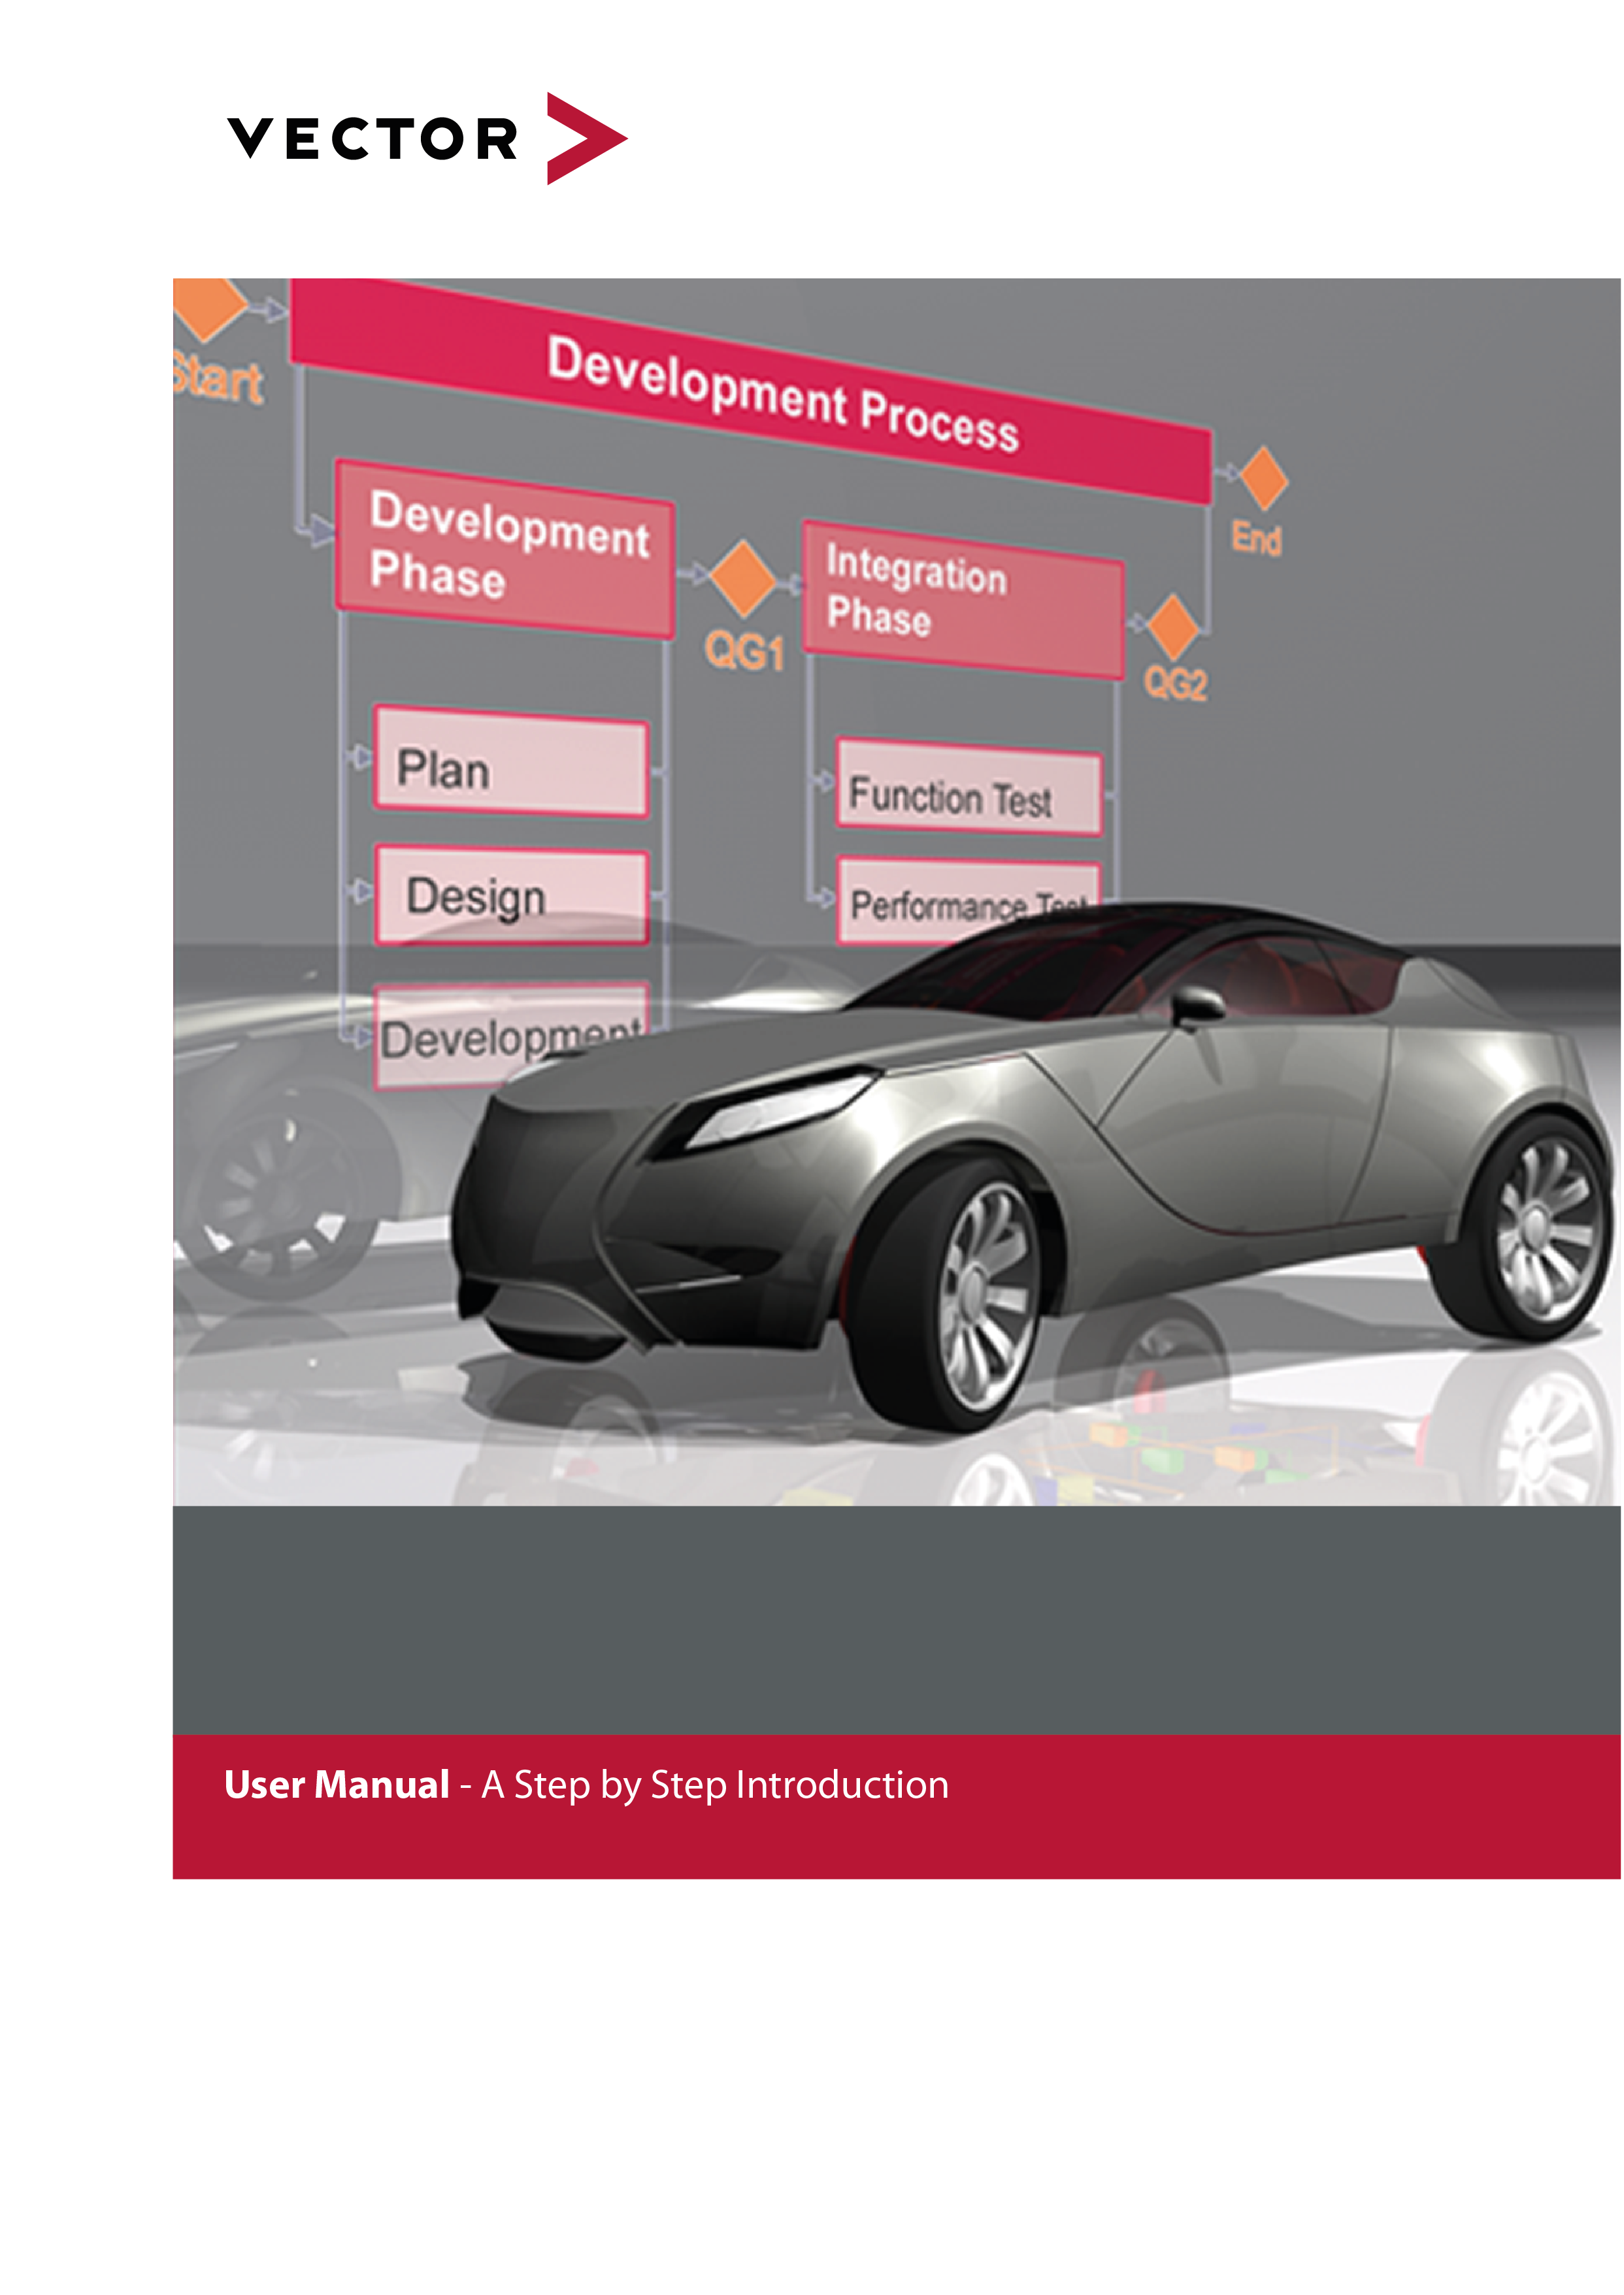 VECTOR
Start
Development Process
End
Development
Phase
QG1
Integration
Phase
QG2
Plan
Design
Development
Function Test
Performance Test
User Manual - A Step by Step Introduction